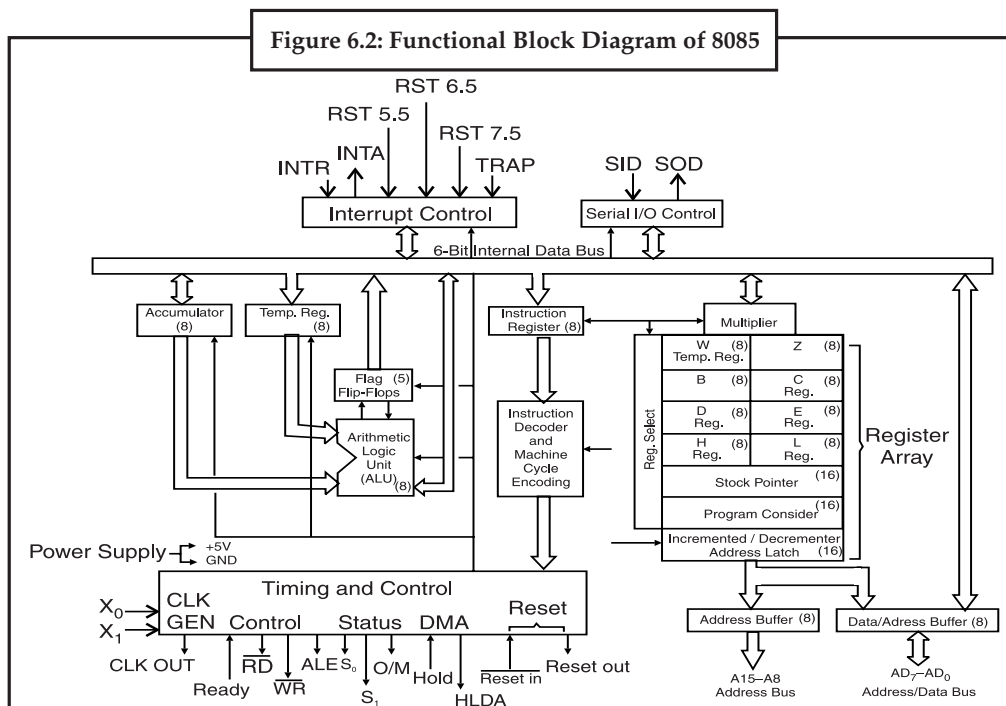 Figure 6.2: Functional Block Diagram of 8085
RST 6.5
RST 5.5
RST 7.5
INTA
INTR
TRAP
SID SOD
Interrupt Control
Serial I/O Control
6-Bit Internal Data Bus
Accumulator
(8)
Temp. Reg.
(8)
Instruction
Register (8)
Multiplier
Flag (5)
Flip-Flops
Arithmetic
Logic
Unit
(ALU)
(8)
Instruction
Decoder
and
Machine
Cycle
Encoding
Reg. Select
W (8)
Temp. Reg.
Z (8)
B (8)
C (8)
Reg.
D (8)
Reg.
E (8)
Reg.
H (8)
Reg.
L (8)
Reg.
Stock Pointer (16)
Program Consider (16)
Incremented / Decrementer
Address Latch (16)
Register
Array
Power Supply
+5V
GND
Timing and Control
X0
X1
CLK
GEN
Control
Status
DMA
Reset
CLK OUT
Ready
RD
WR
ALE
S0
S1
O/M
Hold
HLDA
Reset in
Reset out
Address Buffer (8)
Data/Adress Buffer (8)
A15–A8
Address Bus
AD7–AD0
Address/Data Bus